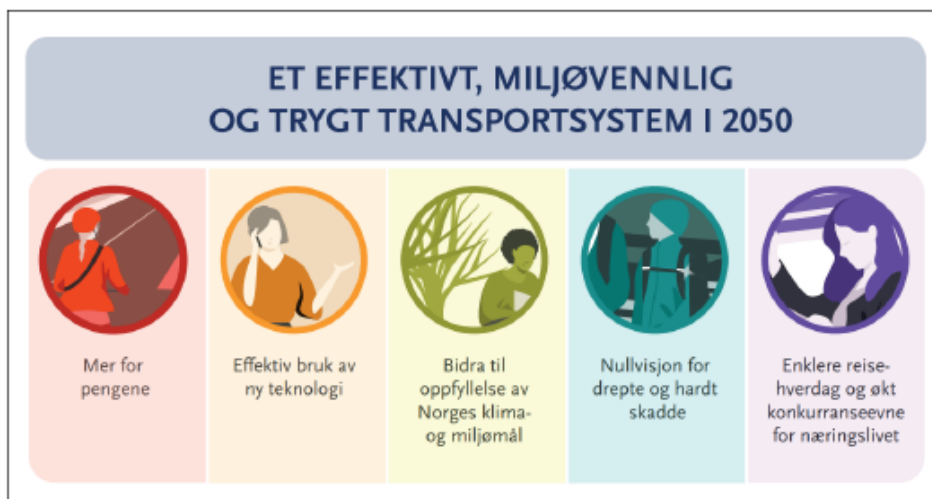 ET EFFEKTIVT, MILJØVENNLIG
OG TRYGT TRANSPORTSYSTEM I 2050
Mer for
pengene
Effektiv bruk av
ny teknologi
Bidra til
oppfyllelse av
Norges klima-
og miljømål
Nullvisjon for
drepte og hardt
skadde
Enklere reise-
hverdag og økt
konkurranseevne
for næringslivet